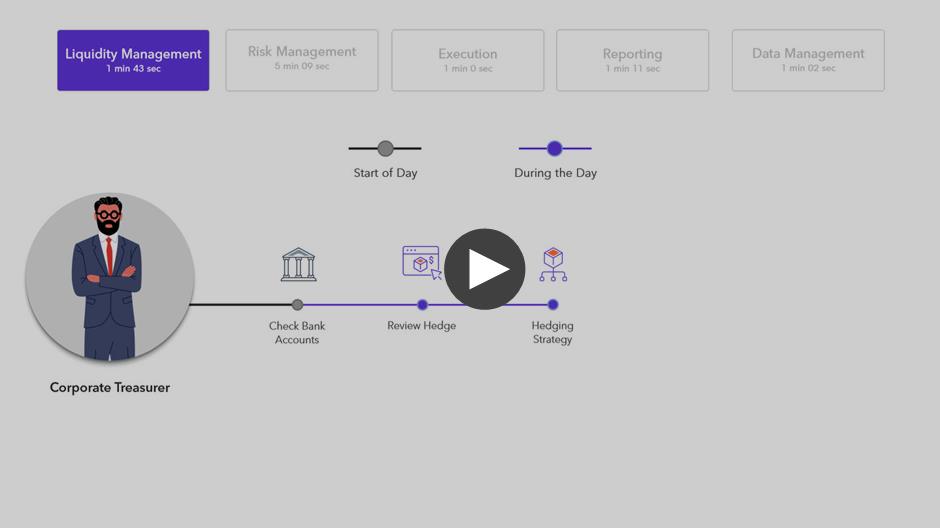 Liquidity Management
1 min 43 sec
Risk Management
5 min 09 sec
Execution
1 min 0 sec
Reporting
1 min 11 sec
Data Management
1 min 02 sec
Start of Day
During the Day
$
Check Bank
Accounts
Review Hedge
Hedging
Strategy
Corporate Treasurer